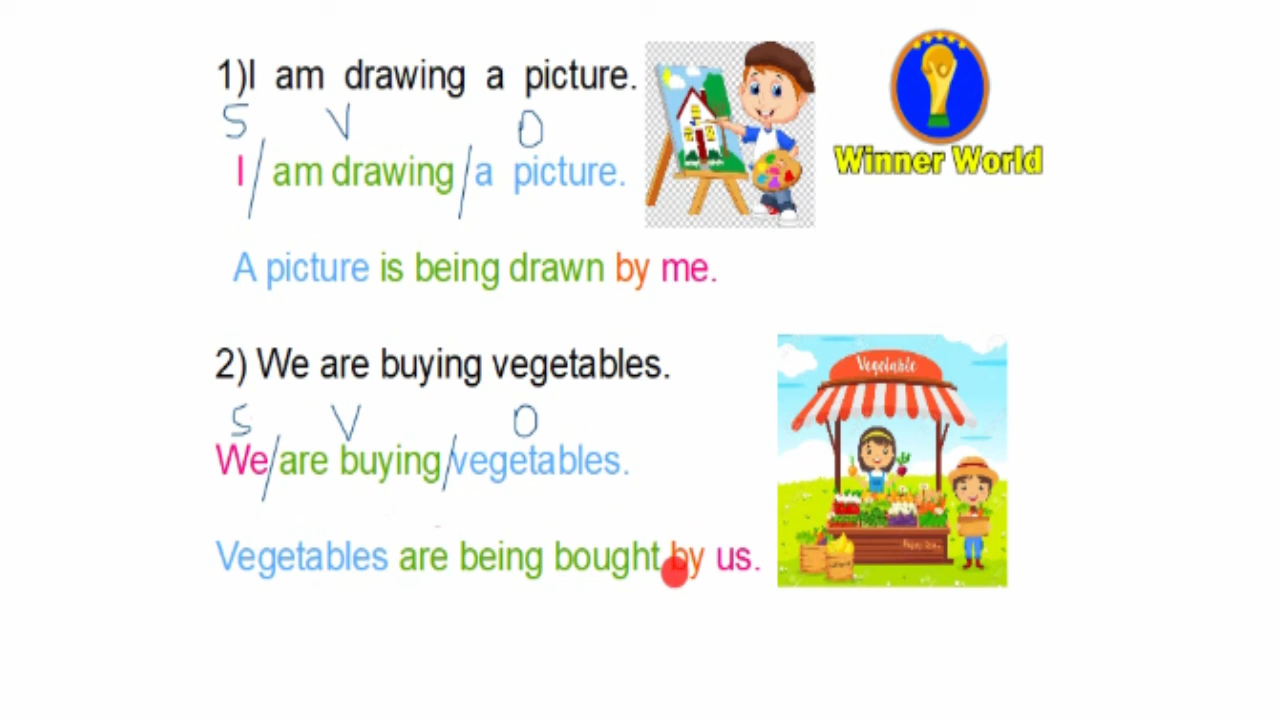 1)I am drawing a picture.
S V O
I/ am drawing/a picture.
A picture is being drawn by me.
Winner World
2) We are buying vegetables.
S V O
We/are buying/vegetables.
Vegetables are being bought by us.
Vegetable